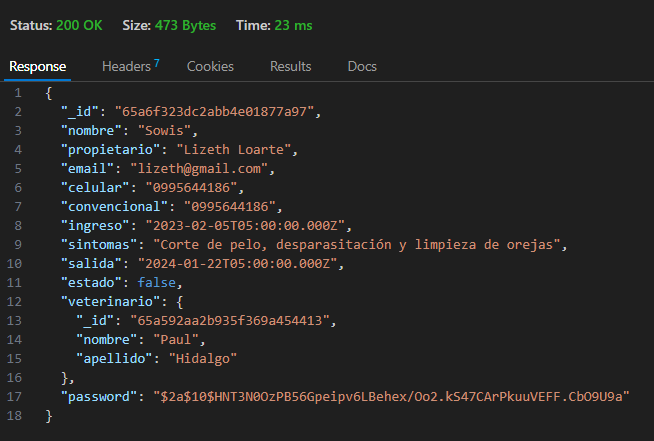 Status: 200 OK Size: 473 Bytes Time: 23 ms
Response Headers 7 Cookies Results Docs
1 {
2 "_id": "65a6f323dc2abb4e01877a97",
3 "nombre": "Sowis",
4 "propietario": "Lizeth Loarte",
5 "email": "lizeth@gmail.com",
6 "celular": "0995644186",
7 "convencional": "0995644186",
8 "ingreso": "2023-02-05T05:00:00.000Z",
9 "sintomas": "Corte de pelo, desparasitación y limpieza de orejas",
10 "salida": "2024-01-22T05:00:00.000Z",
11 "estado": false,
12 "veterinario": {
13 "_id": "65a592aa2b935f369a454413",
14 "nombre": "Paul",
15 "apellido": "Hidalgo"
16 },
17 "password": "$2a$10$HNT3N0OzPB56Gpeipv6LBehex/Oo2.kS47CArPkuuVEFF.CbO9U9a"
18 }